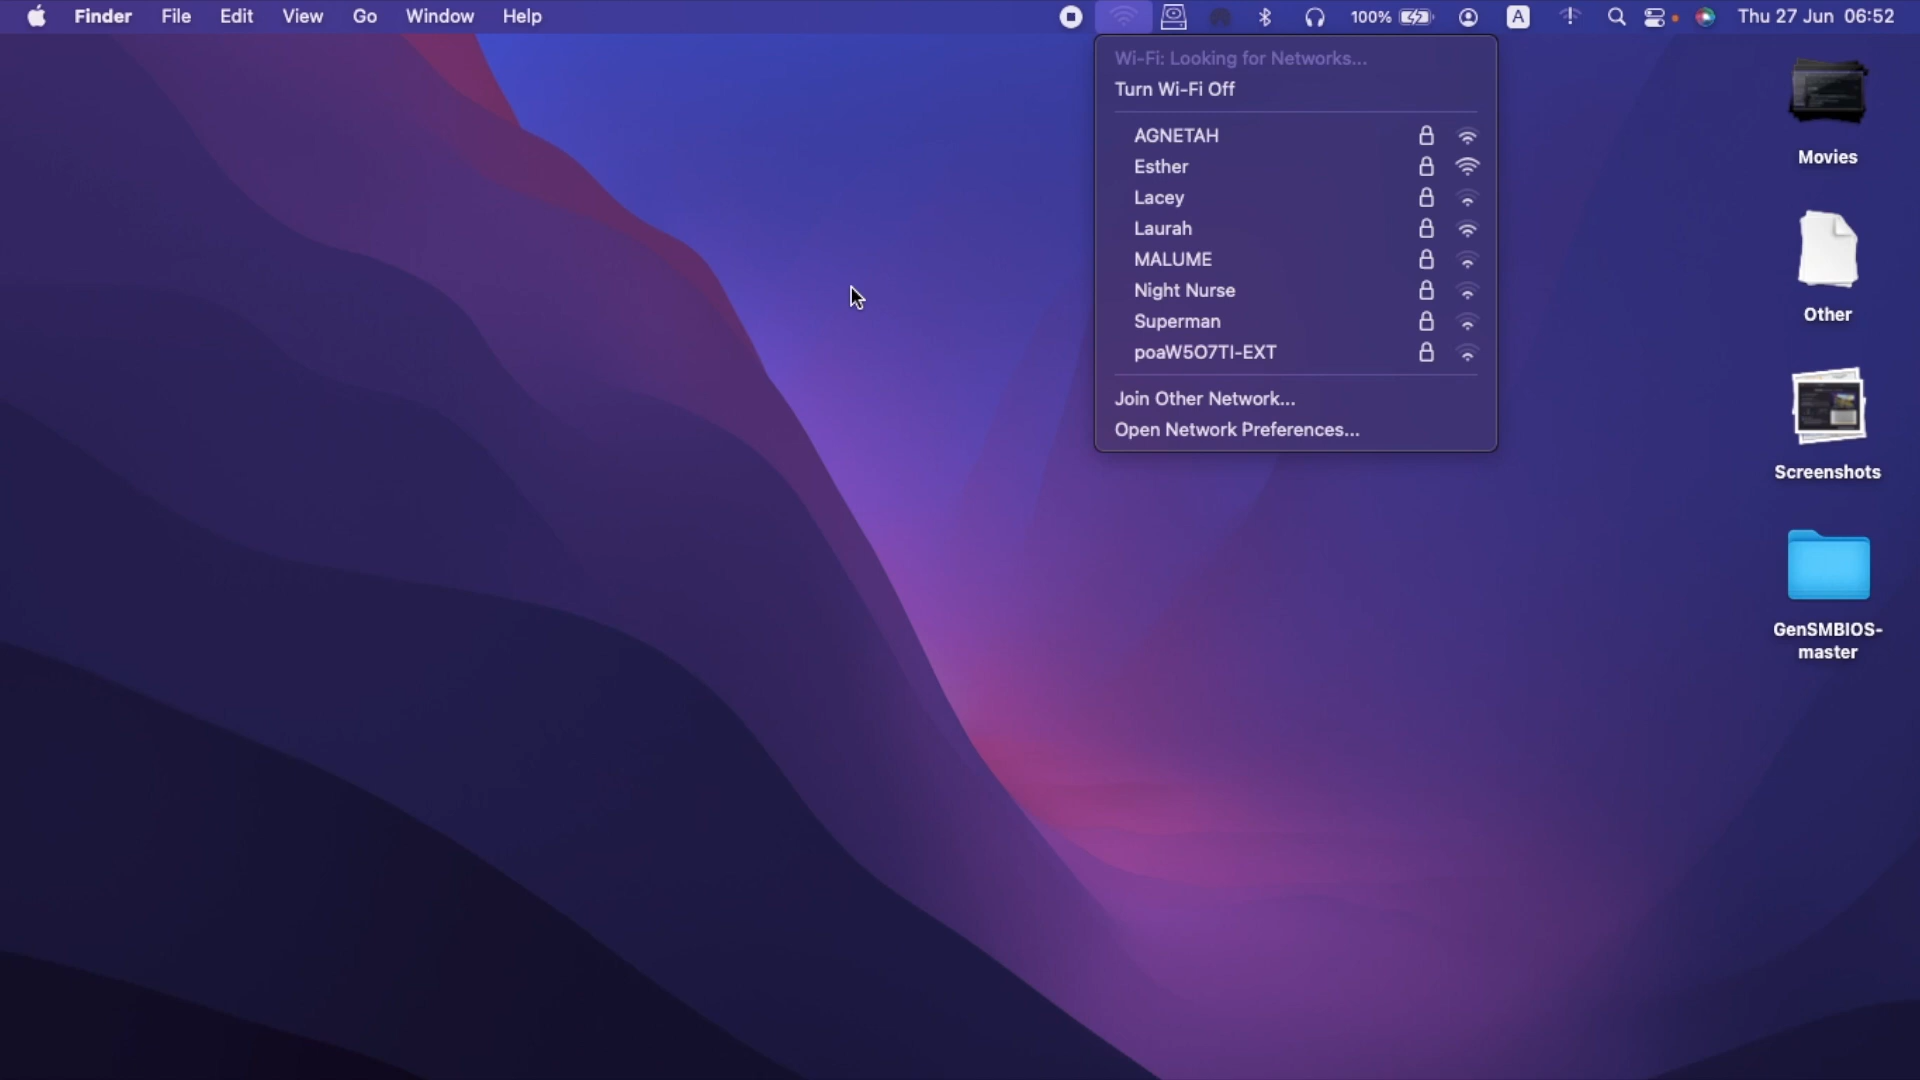 Finder File Edit View Go Window Help 100% A Thu 27 Jun 06:52
Wi-Fi: Looking for Networks...
Turn Wi-Fi Off
AGNETAH
Esther
Lacey
Laurah
MALUME
Night Nurse
Superman
poaW5O7TI-EXT
Join Other Network...
Open Network Preferences...
Movies
Other
Screenshots
GenSMBIOS-
master